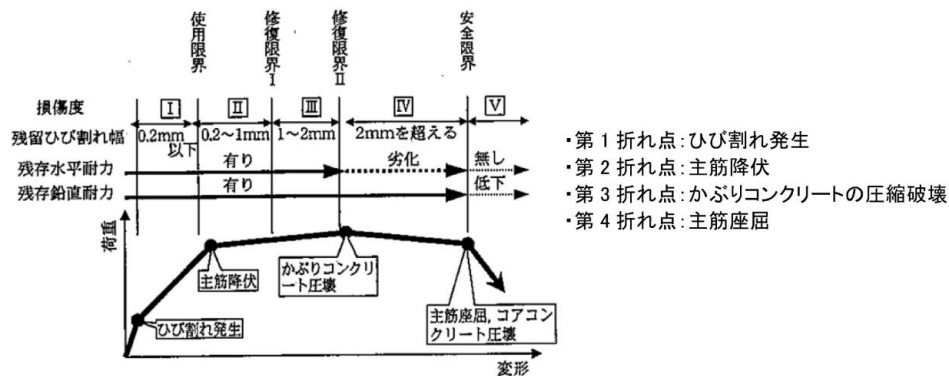 使用限界
修復限界Ⅰ
修復限界Ⅱ
安全限界
損傷度
Ⅰ
Ⅱ
Ⅲ
Ⅳ
Ⅴ
残留ひび割れ幅
0.2mm
以下
0.2～1mm
1～2mm
2mmを超える
残存水平耐力
有り
劣化
無し
残存鉛直耐力
有り
低下
荷重
ひび割れ発生
主筋降伏
かぶりコンクリ
ート圧壊
主筋座屈，コアコン
クリート圧壊
変形
・第1折れ点：ひび割れ発生
・第2折れ点：主筋降伏
・第3折れ点：かぶりコンクリートの圧縮破壊
・第4折れ点：主筋座屈